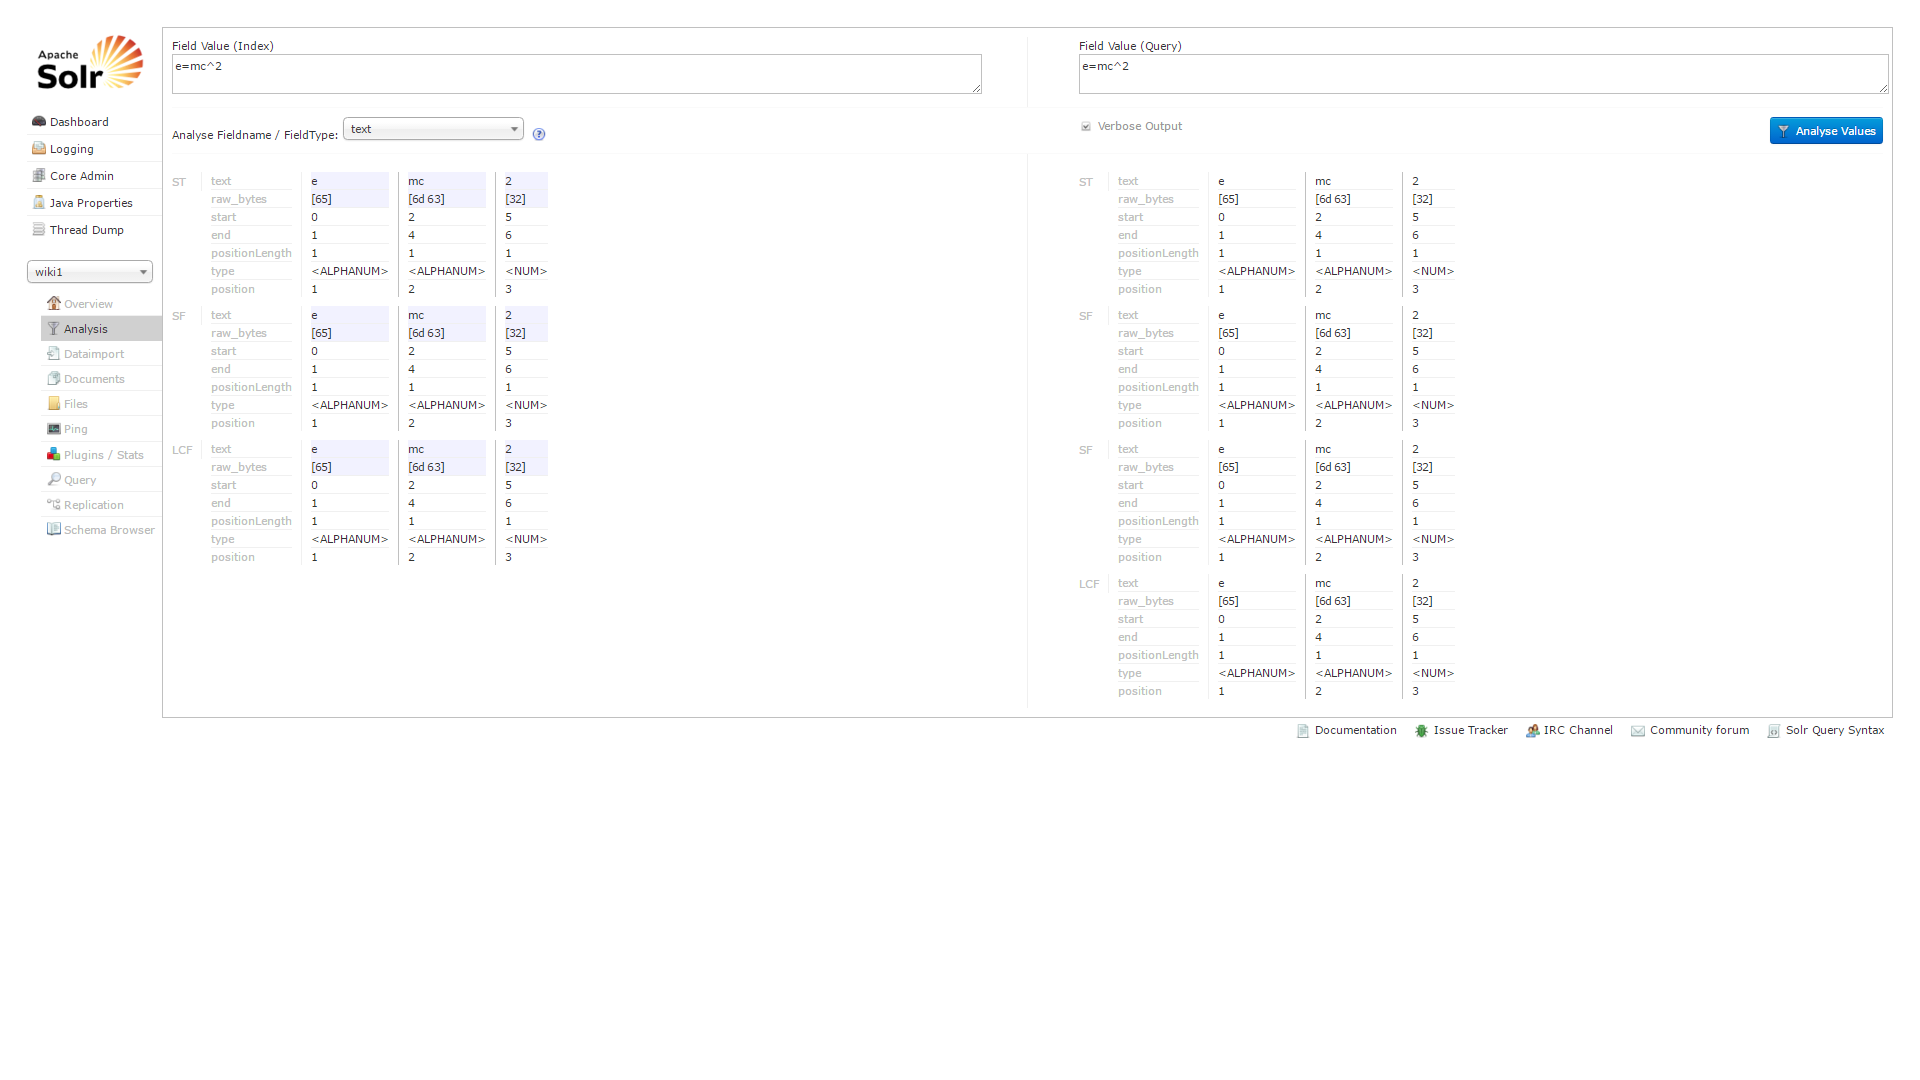 Apache
Solr
Dashboard
Logging
Core Admin
Java Properties
Thread Dump
wiki1
Overview
Analysis
Dataimport
Documents
Files
Ping
Plugins / Stats
Query
Replication
Schema Browser
Field Value (Index)
e=mc^2
Field Value (Query)
e=mc^2
Analyse Fieldname / FieldType: text ?
Verbose Output
Analyse Values
ST text e mc 2
raw_bytes [65] [6d 63] [32]
start 0 2 5
end 1 4 6
positionLength 1 1 1
type <ALPHANUM> <ALPHANUM> <NUM>
position 1 2 3
SF text e mc 2
raw_bytes [65] [6d 63] [32]
start 0 2 5
end 1 4 6
positionLength 1 1 1
type <ALPHANUM> <ALPHANUM> <NUM>
position 1 2 3
LCF text e mc 2
raw_bytes [65] [6d 63] [32]
start 0 2 5
end 1 4 6
positionLength 1 1 1
type <ALPHANUM> <ALPHANUM> <NUM>
position 1 2 3
ST text e mc 2
raw_bytes [65] [6d 63] [32]
start 0 2 5
end 1 4 6
positionLength 1 1 1
type <ALPHANUM> <ALPHANUM> <NUM>
position 1 2 3
SF text e mc 2
raw_bytes [65] [6d 63] [32]
start 0 2 5
end 1 4 6
positionLength 1 1 1
type <ALPHANUM> <ALPHANUM> <NUM>
position 1 2 3
SF text e mc 2
raw_bytes [65] [6d 63] [32]
start 0 2 5
end 1 4 6
positionLength 1 1 1
type <ALPHANUM> <ALPHANUM> <NUM>
position 1 2 3
LCF text e mc 2
raw_bytes [65] [6d 63] [32]
start 0 2 5
end 1 4 6
positionLength 1 1 1
type <ALPHANUM> <ALPHANUM> <NUM>
position 1 2 3
Documentation Issue Tracker IRC Channel Community forum Solr Query Syntax